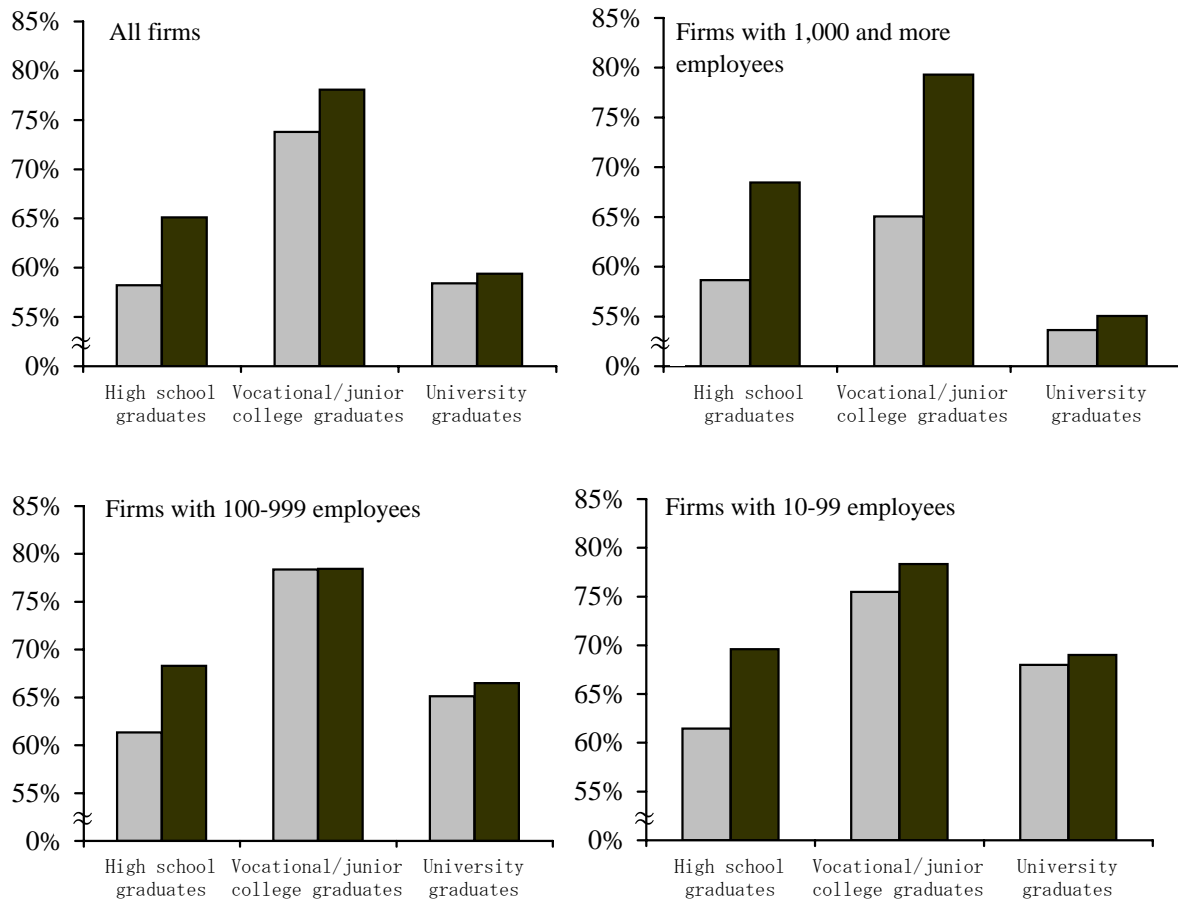 All firms
85%
80%
75%
70%
65%
60%
55%
0%
High school
graduates
Vocational/junior
college graduates
University
graduates
Firms with 1,000 and more
employees
85%
80%
75%
70%
65%
60%
55%
0%
High school
graduates
Vocational/junior
college graduates
University
graduates
Firms with 100-999 employees
85%
80%
75%
70%
65%
60%
55%
0%
High school
graduates
Vocational/junior
college graduates
University
graduates
Firms with 10-99 employees
85%
80%
75%
70%
65%
60%
55%
0%
High school
graduates
Vocational/junior
college graduates
University
graduates